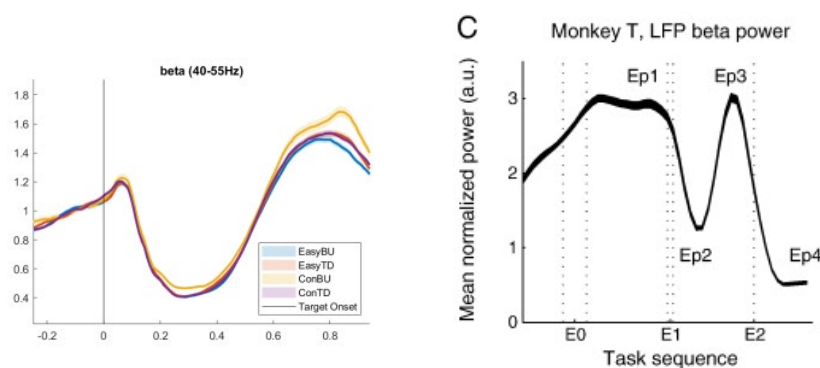 beta (40-55Hz)
1.8
1.6
1.4
1.2
1
0.8
0.6
0.4
-0.2
0
0.2
0.4
0.6
0.8
EasyBU
EasyTD
ConBU
ConTD
Target Onset
C
Monkey T, LFP beta power
Mean normalized power (a.u.)
3
2
1
0
Ep1
Ep3
Ep2
Ep4
E0
E1
E2
Task sequence